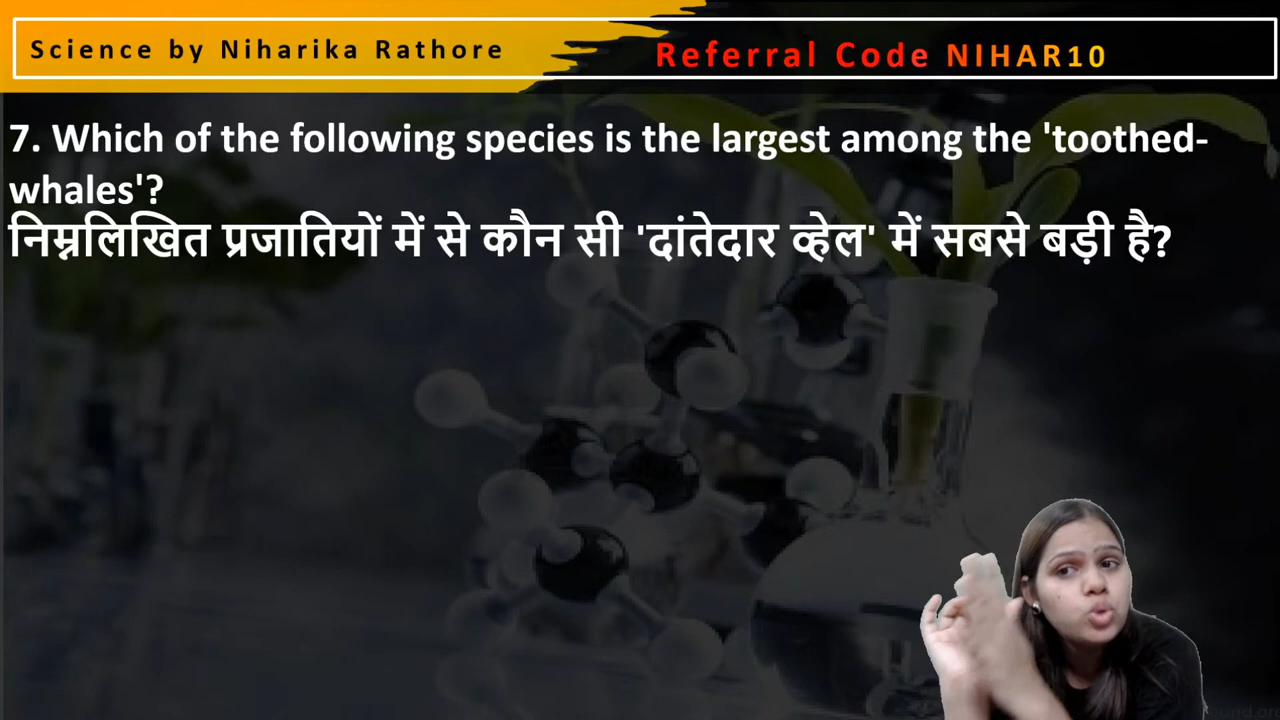 Science by Niharika Rathore
Referral Code NIHAR10
7. Which of the following species is the largest among the 'toothed-
whales'?
निम्नलिखित प्रजातियों में से कौन सी 'दांतेदार व्हेल' में सबसे बड़ी है?